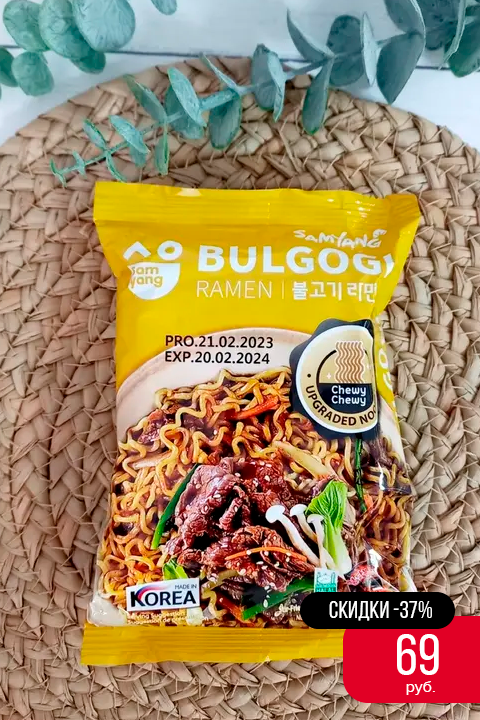 SAMYANG
Sam
yang
BULGOGI
RAMEN | 불고기 라면
PRO.21.02.2023
EXP.20.02.2024
Chewy
Chewy
UPGRADED NOO
MADE IN
KOREA
СКИДКИ -37%
69
руб.